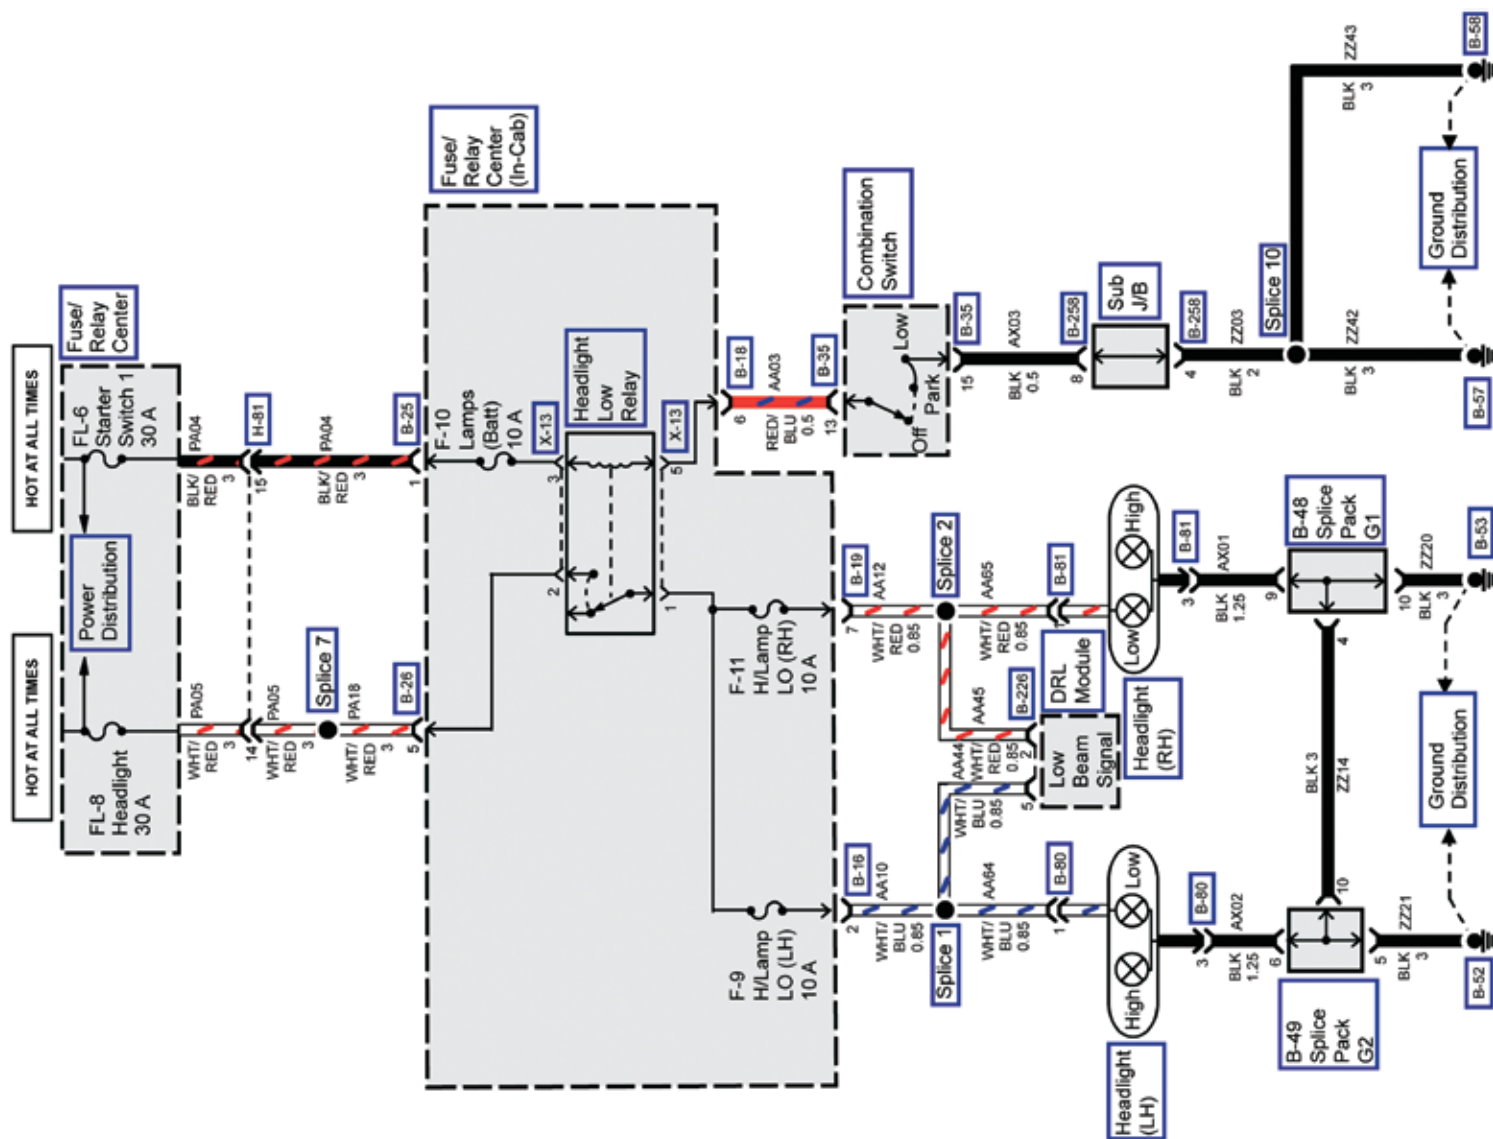 HOT AT ALL TIMES
HOT AT ALL TIMES
Fuse/
Relay
Center
FL-8
Headlight
30 A
Power
Distribution
FL-6
Starter
Switch 1
30 A
WHT/
RED
3
PA05
14
WHT/
RED
3
PA05
Splice 7
WHT/
RED
3
PA18
5
B-26
BLK/
RED
3
PA04
15
H-81
BLK/
RED
3
PA04
1
B-25
Fuse/
Relay
Center
(In-Cab)
F-10
Lamps
(Batt)
10 A
X-13
2
3
Headlight
Low
Relay
1
5
X-13
F-9
H/Lamp
LO (LH)
10 A
F-11
H/Lamp
LO (RH)
10 A
6
B-18
RED/
BLU
0.5
AA03
13
B-35
Combination
Switch
Off
Park
Low
15
B-35
BLK
0.5
AX03
8
B-258
Sub
J/B
4
B-258
BLK
2
ZZ03
Splice 10
BLK
3
ZZ42
BLK
3
ZZ43
B-57
Ground
Distribution
B-58
2
B-16
WHT/
BLU
0.85
AA10
Splice 1
WHT/
BLU
0.85
AA64
1
B-80
WHT/
BLU
0.85
AA44
5
7
B-19
WHT/
RED
0.85
AA12
Splice 2
WHT/
RED
0.85
AA65
1
B-81
WHT/
RED
0.85
AA45
2
B-226
DRL
Module
Low
Beam
Signal
High
Low
Headlight
(LH)
Low
High
Headlight
(RH)
3
B-80
BLK
1.25
AX02
6
B-49
Splice
Pack
G2
10
5
BLK
3
ZZ21
B-52
BLK 3
ZZ14
3
B-81
BLK
1.25
AX01
9
B-48
Splice
Pack
G1
4
10
BLK
3
ZZ20
B-53
Ground
Distribution